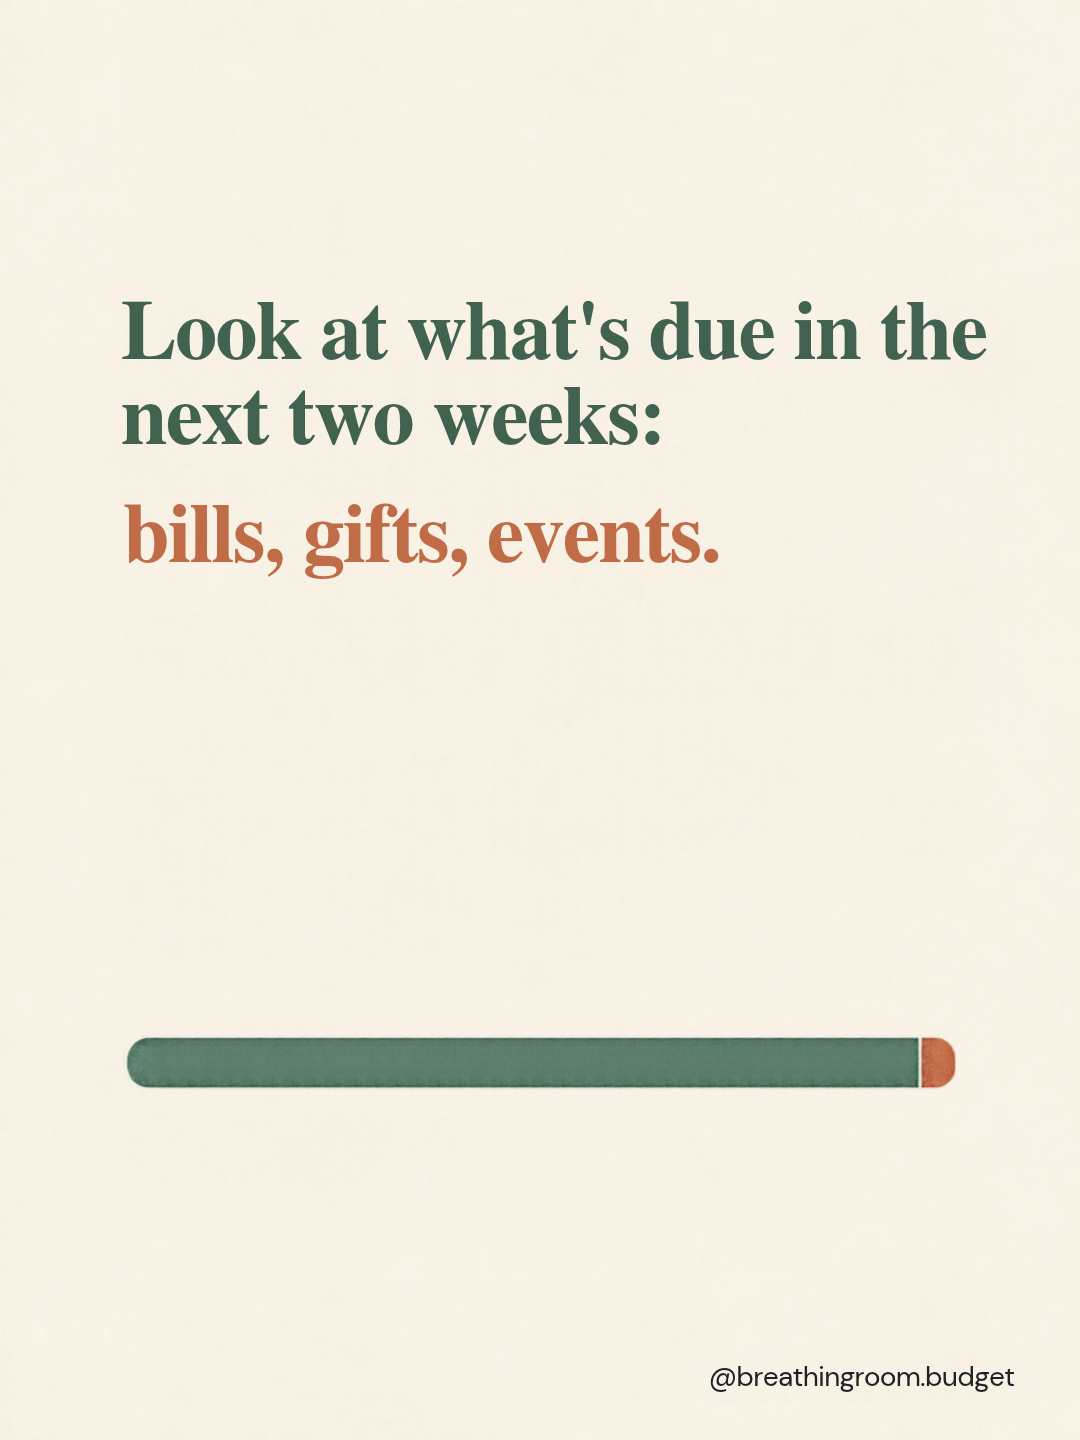 Look at what's due in the
next two weeks:
bills, gifts, events.
@breathingroom.budget